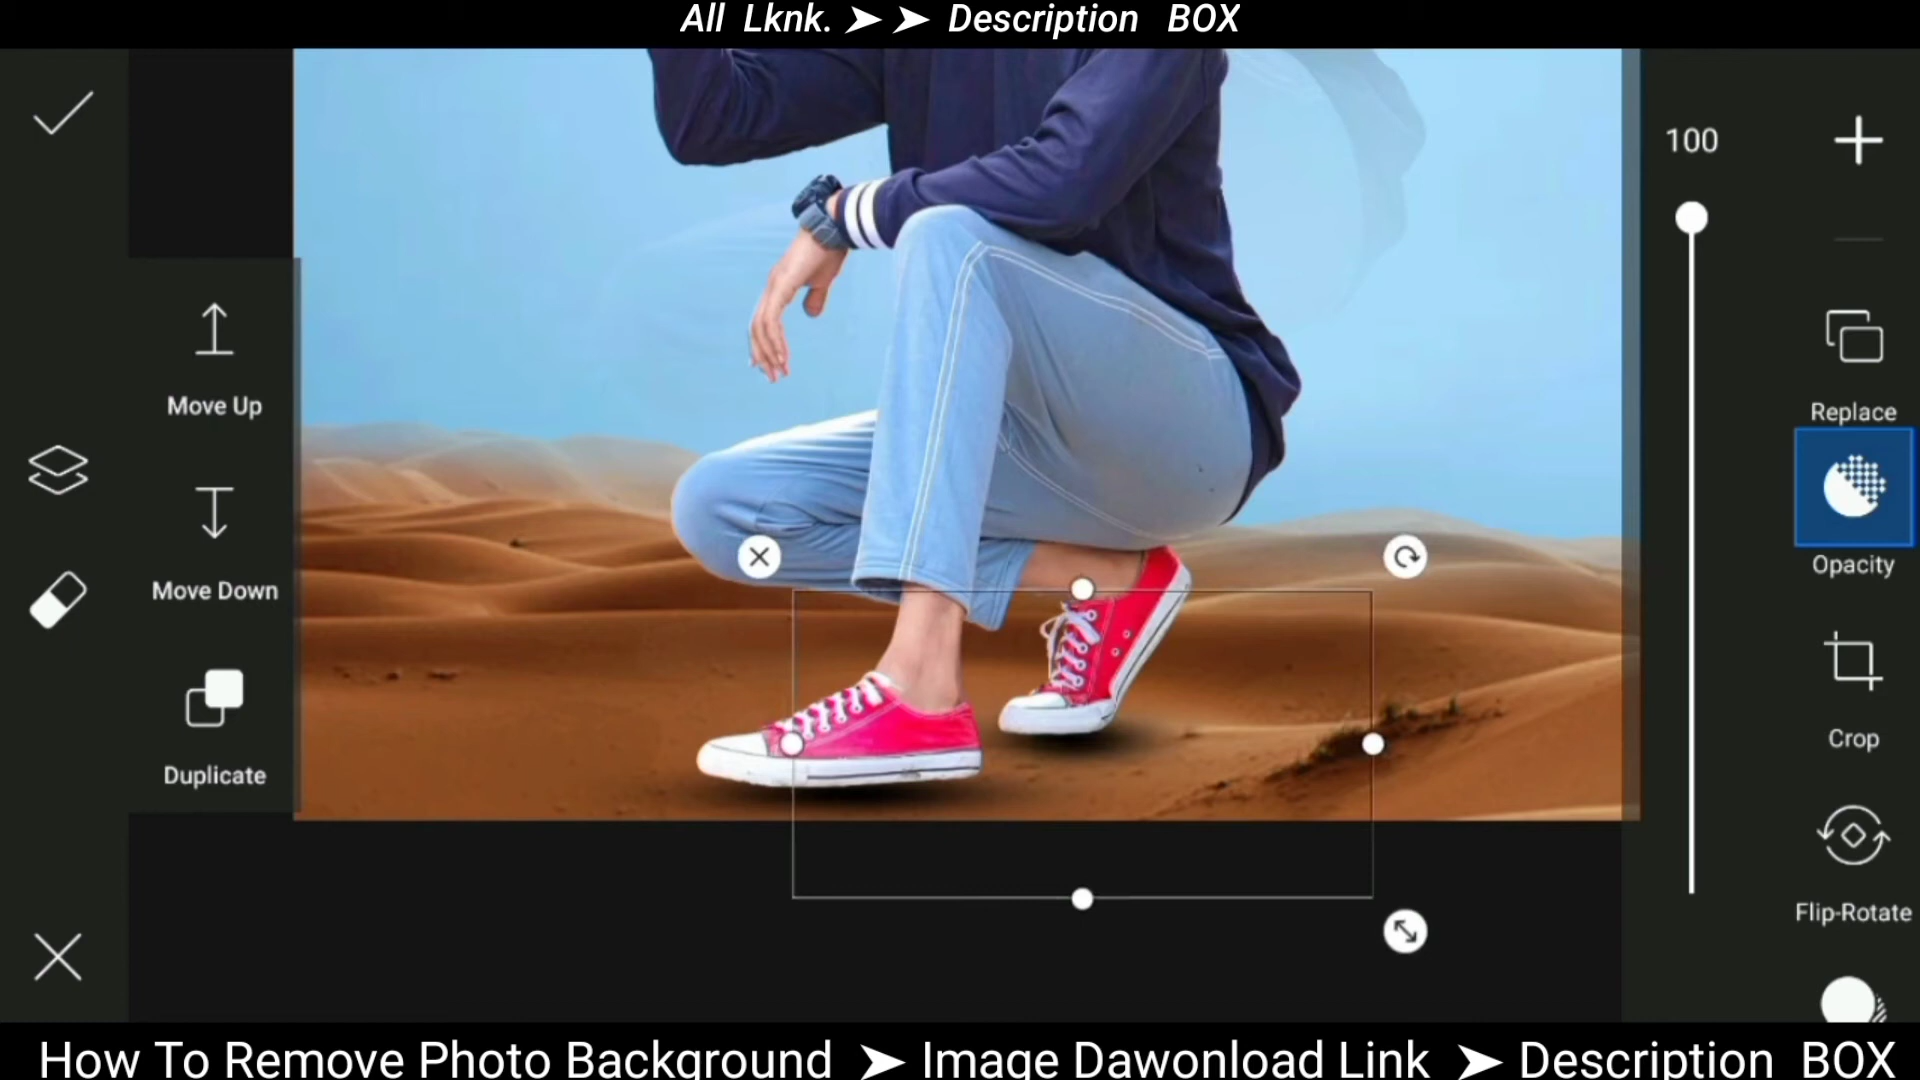 All Lknk. ➤ ➤ Description BOX
100
Move Up
Replace
Opacity
Move Down
Crop
Duplicate
Flip-Rotate
How To Remove Photo Background ➤ Image Dawonload Link ➤ Description BOX